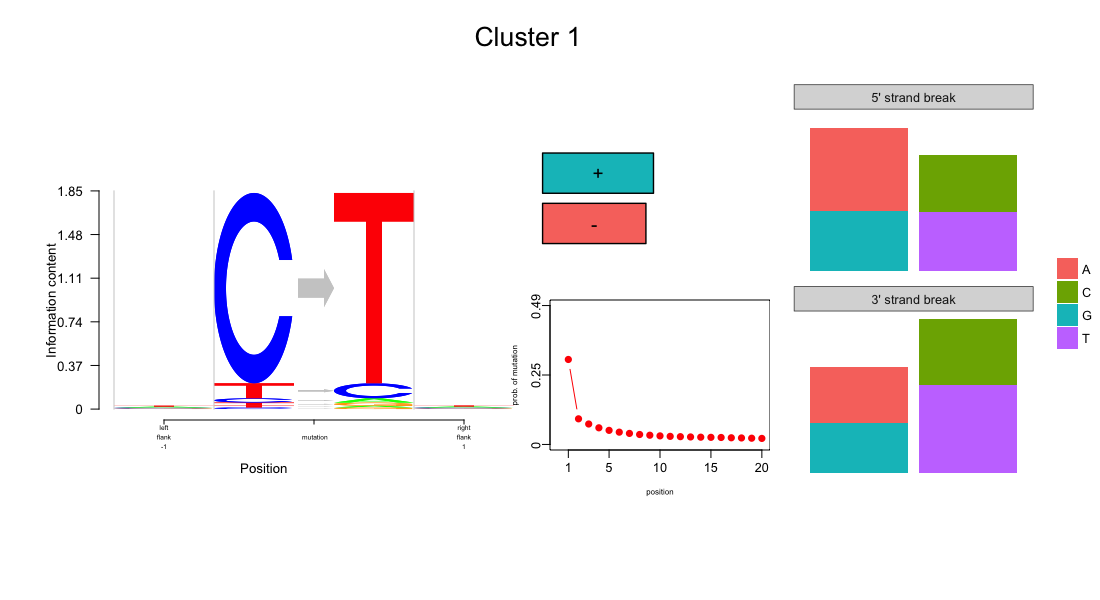 Cluster 1
Information content
1.85
1.48
1.11
0.74
0.37
0
C
T
T
C
left
flank
-1
mutation
right
flank
1
Position
+
-
prob. of mutation
0.49
0.25
0
1
5
10
15
20
position
5' strand break
3' strand break
A
C
G
T